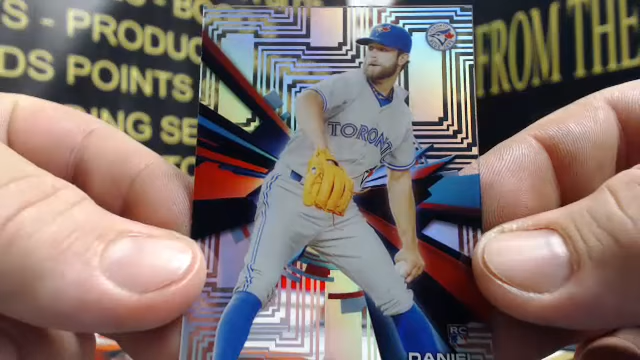 S - PRODUC
DS POINTS
ING SE
FROM THE
TORONTO
RC
DANIEL